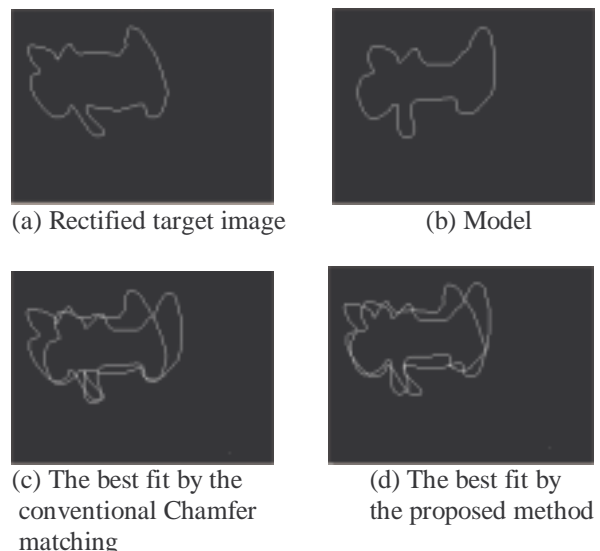 (a) Rectified target image
(b) Model
(c) The best fit by the
conventional Chamfer
matching
(d) The best fit by
the proposed method